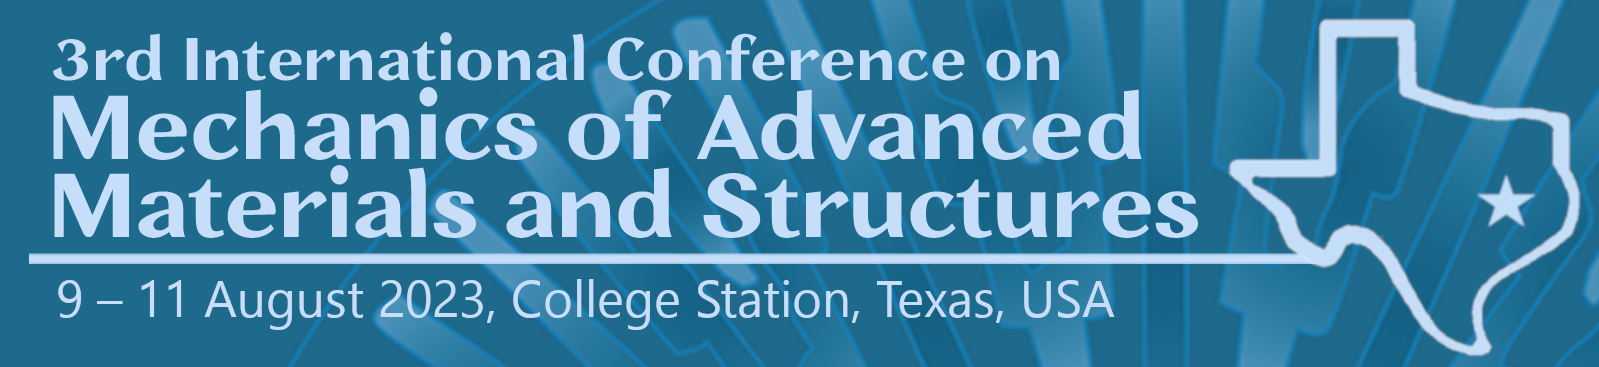 3rd International Conference on
Mechanics of Advanced
Materials and Structures
9 – 11 August 2023, College Station, Texas, USA